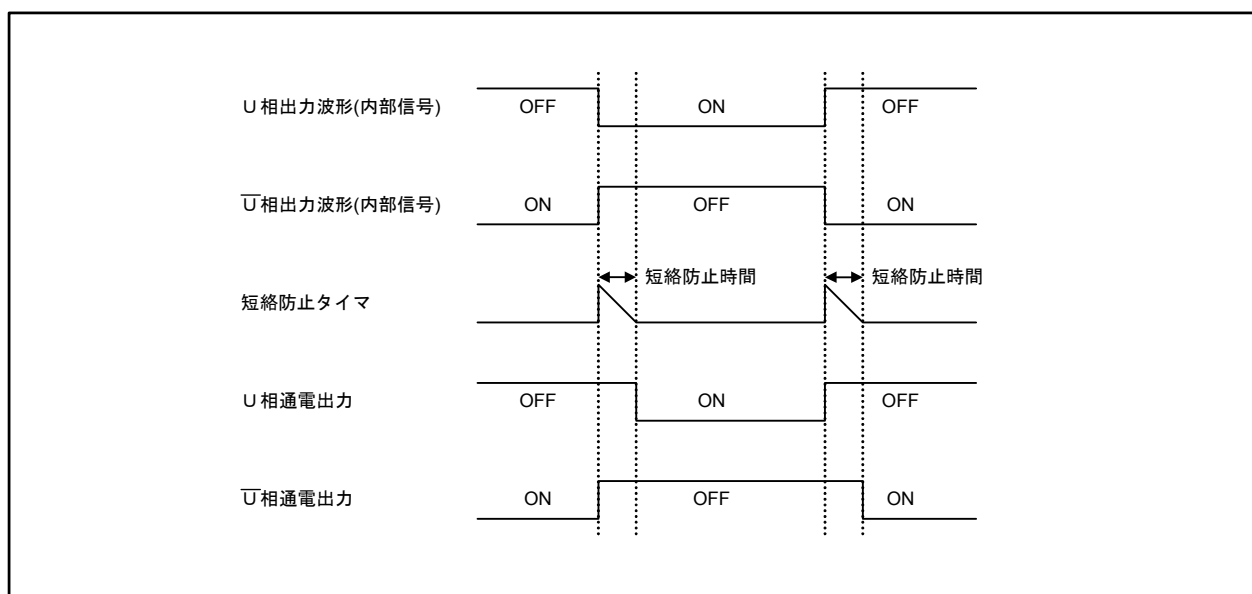 U相出力波形(内部信号) OFF ON OFF
U̅相出力波形(内部信号) ON OFF ON
短絡防止時間 短絡防止時間
短絡防止タイマ
U相通電出力 OFF ON OFF
U̅相通電出力 ON OFF ON